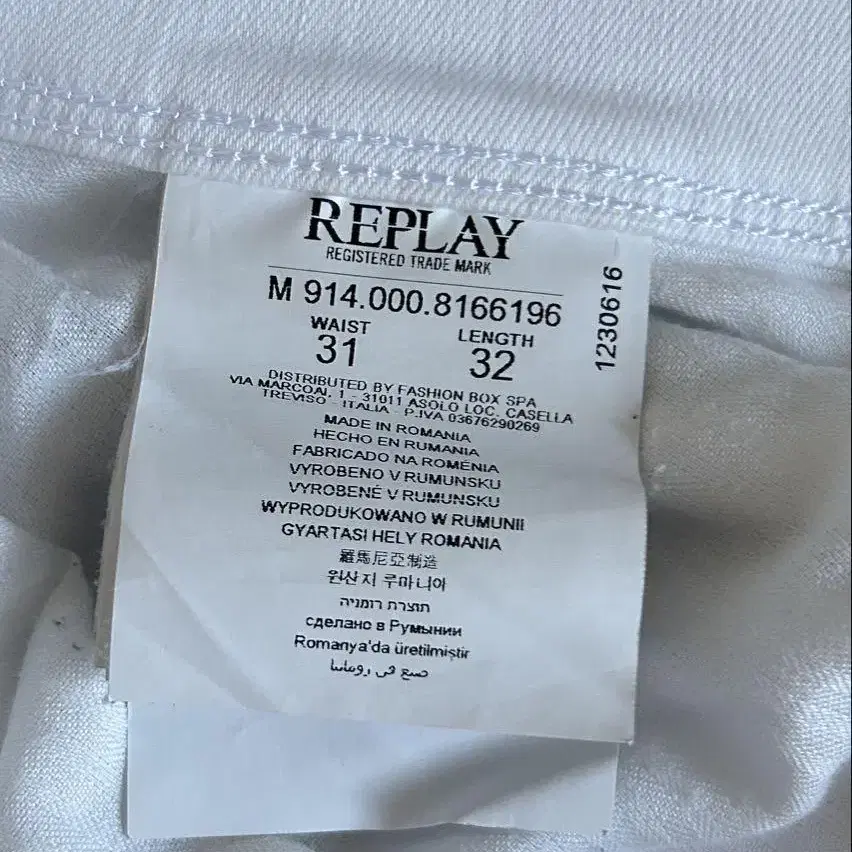 REPLAY
REGISTERED TRADE MARK
M 914.000.8166196
1230616
WAIST LENGTH
31 32
DISTRIBUTED BY FASHION BOX SPA
VIA MARCOAI, 1 - 31011 ASOLO LOC. CASELLA
TREVISO - ITALIA - P.IVA 03676290269
MADE IN ROMANIA
HECHO EN RUMANIA
FABRICADO NA ROMÉNIA
VYROBENO V RUMUNSKU
VYROBENÉ V RUMUNSKU
WYPRODUKOWANO W RUMUNII
GYARTASI HELY ROMANIA
羅馬尼亞制造
원산지 루마니아
תוצרת רומניה
сделанс в Румынии
Romanya'da üretilmiştir
صنع في رومانيا